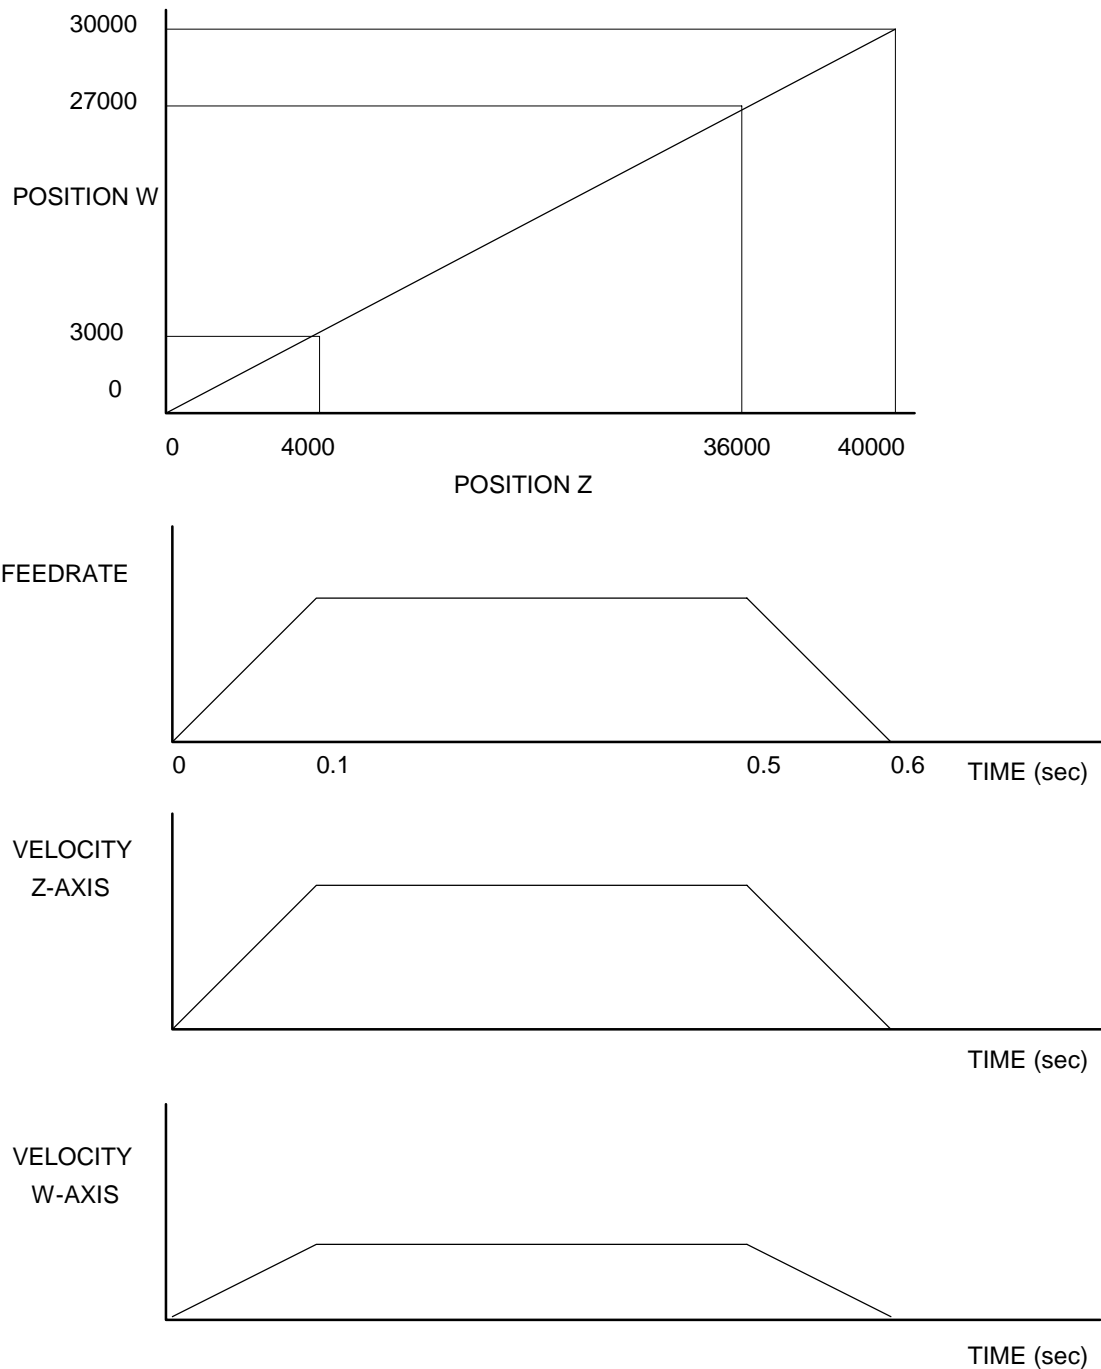 30000
27000
POSITION W
3000
0
0 4000 36000 40000
POSITION Z
FEEDRATE
0 0.1 0.5 0.6 TIME (sec)
VELOCITY
Z-AXIS
TIME (sec)
VELOCITY
W-AXIS
TIME (sec)